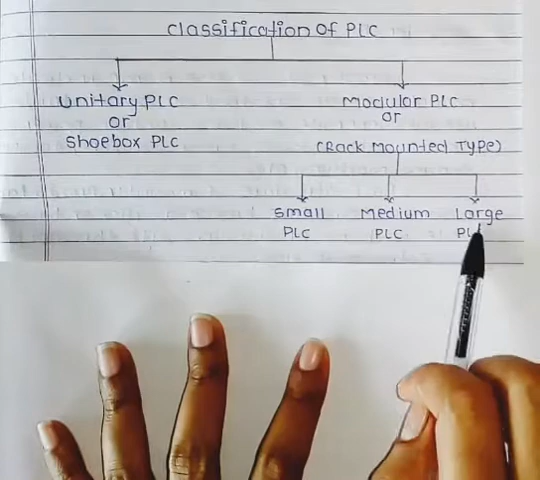 Classification Of PLC
Unitary PLC
or
Shoebox PLC
Modular PLC
or
(Rack Mounted Type)
Small
PLC
Medium
PLC
Large